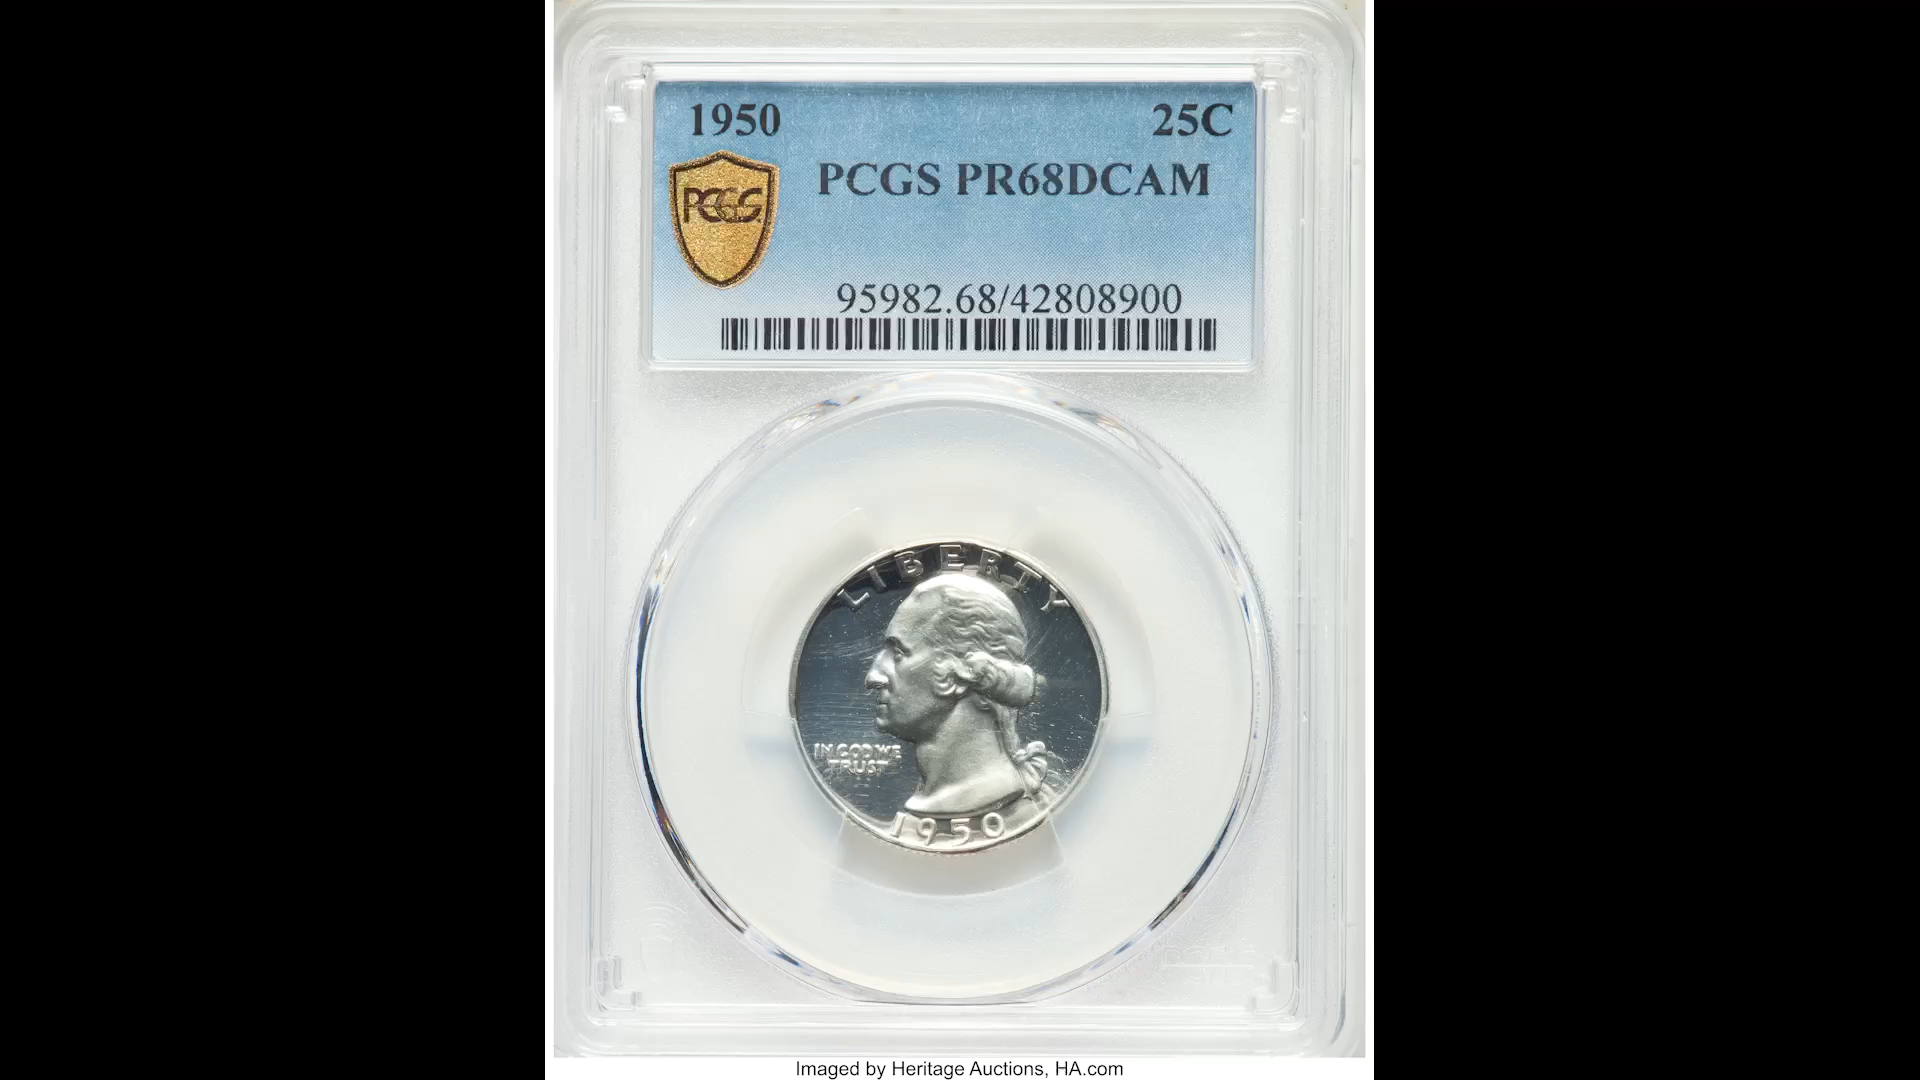 1950 25C
PCGS PR68DCAM
PCGS
95982.68/42808900
LIBERTY
IN GOD WE
TRUST
1950
Imaged by Heritage Auctions, HA.com